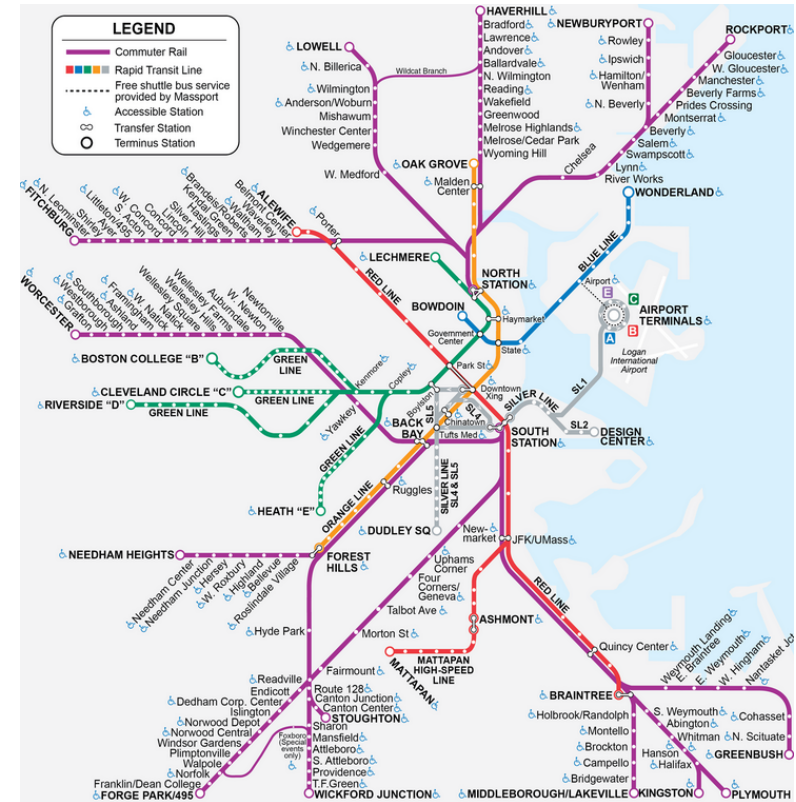 LEGEND
Commuter Rail
Rapid Transit Line
Free shuttle bus service
provided by Massport
Accessible Station
Transfer Station
Terminus Station
HAVERHILL
Bradford
Lawrence
Andover
Ballardvale
N. Wilmington
Reading
Wakefield
Greenwood
Melrose Highlands
Melrose/Cedar Park
Wyoming Hill
NEWBURYPORT
Rowley
Ipswich
Hamilton/
Wenham
N. Beverly
ROCKPORT
Gloucester
W. Gloucester
Manchester
Beverly Farms
Prides Crossing
Montserrat
Beverly
Salem
Swampscott
Lynn
River Works
Chelsea
LOWELL
N. Billerica
Wildcat Branch
Wilmington
Anderson/Woburn
Mishawum
Winchester Center
Wedgemere
W. Medford
OAK GROVE
Malden
Center
WONDERLAND
BLUE LINE
FITCHBURG
N. Leominster
Shirley
Ayer
Littleton/495
S. Acton
W. Concord
Concord
Lincoln
Silver Hill
Hastings
Kendal Green
Brandeis/Roberts
Waltham
Waverley
Belmont Center
ALEWIFE
Porter
RED LINE
LECHMERE
NORTH
STATION
BOWDOIN
Haymarket
Government
Center
State
Park St
Airport
E
C
B
A
AIRPORT
TERMINALS
Logan
International
Airport
WORCESTER
Grafton
Westborough
Southborough
Ashland
Framingham
W. Natick
Natick
Wellesley Square
Wellesley Hills
Wellesley Farms
Auburndale
W. Newton
Newtonville
BOSTON COLLEGE “B”
GREEN
LINE
CLEVELAND CIRCLE “C”
GREEN LINE
RIVERSIDE “D”
GREEN LINE
Kenmore
Copley
Yawkey
GREEN LINE
HEATH “E”
Boylston
Downtown
Xing
SL5
SL4
Chinatown
Tufts Med
BACK
BAY
SILVER LINE
SL1
SL2
SOUTH
STATION
DESIGN
CENTER
SILVER LINE
SL4 & SL5
DUDLEY SQ
ORANGE LINE
Ruggles
FOREST
HILLS
NEEDHAM HEIGHTS
Needham Center
Needham Junction
Hersey
W. Roxbury
Highland
Bellevue
Roslindale Village
New-
market
JFK/UMass
Uphams
Corner
Four
Corners/
Geneva
Talbot Ave
Morton St
Fairmount
ASHMONT
MATTAPAN
MATTAPAN
HIGH-SPEED
LINE
RED LINE
Quincy Center
BRAINTREE
Hyde Park
Readville
Endicott
Dedham Corp. Center
Islington
Norwood Depot
Norwood Central
Windsor Gardens
Plimptonville
Walpole
Norfolk
Franklin/Dean College
FORGE PARK/495
Foxboro
(Special
events
only)
Route 128
Canton Junction
Canton Center
STOUGHTON
Sharon
Mansfield
Attleboro
S. Attleboro
Providence
T.F.Green
WICKFORD JUNCTION
Holbrook/Randolph
Montello
Brockton
Campello
Bridgewater
MIDDLEBOROUGH/LAKEVILLE
S. Weymouth
Abington
Whitman
Hanson
Halifax
KINGSTON
PLYMOUTH
Weymouth Landing
E. Braintree
E. Weymouth
W. Hingham
Nantasket Jct
Cohasset
N. Scituate
GREENBUSH